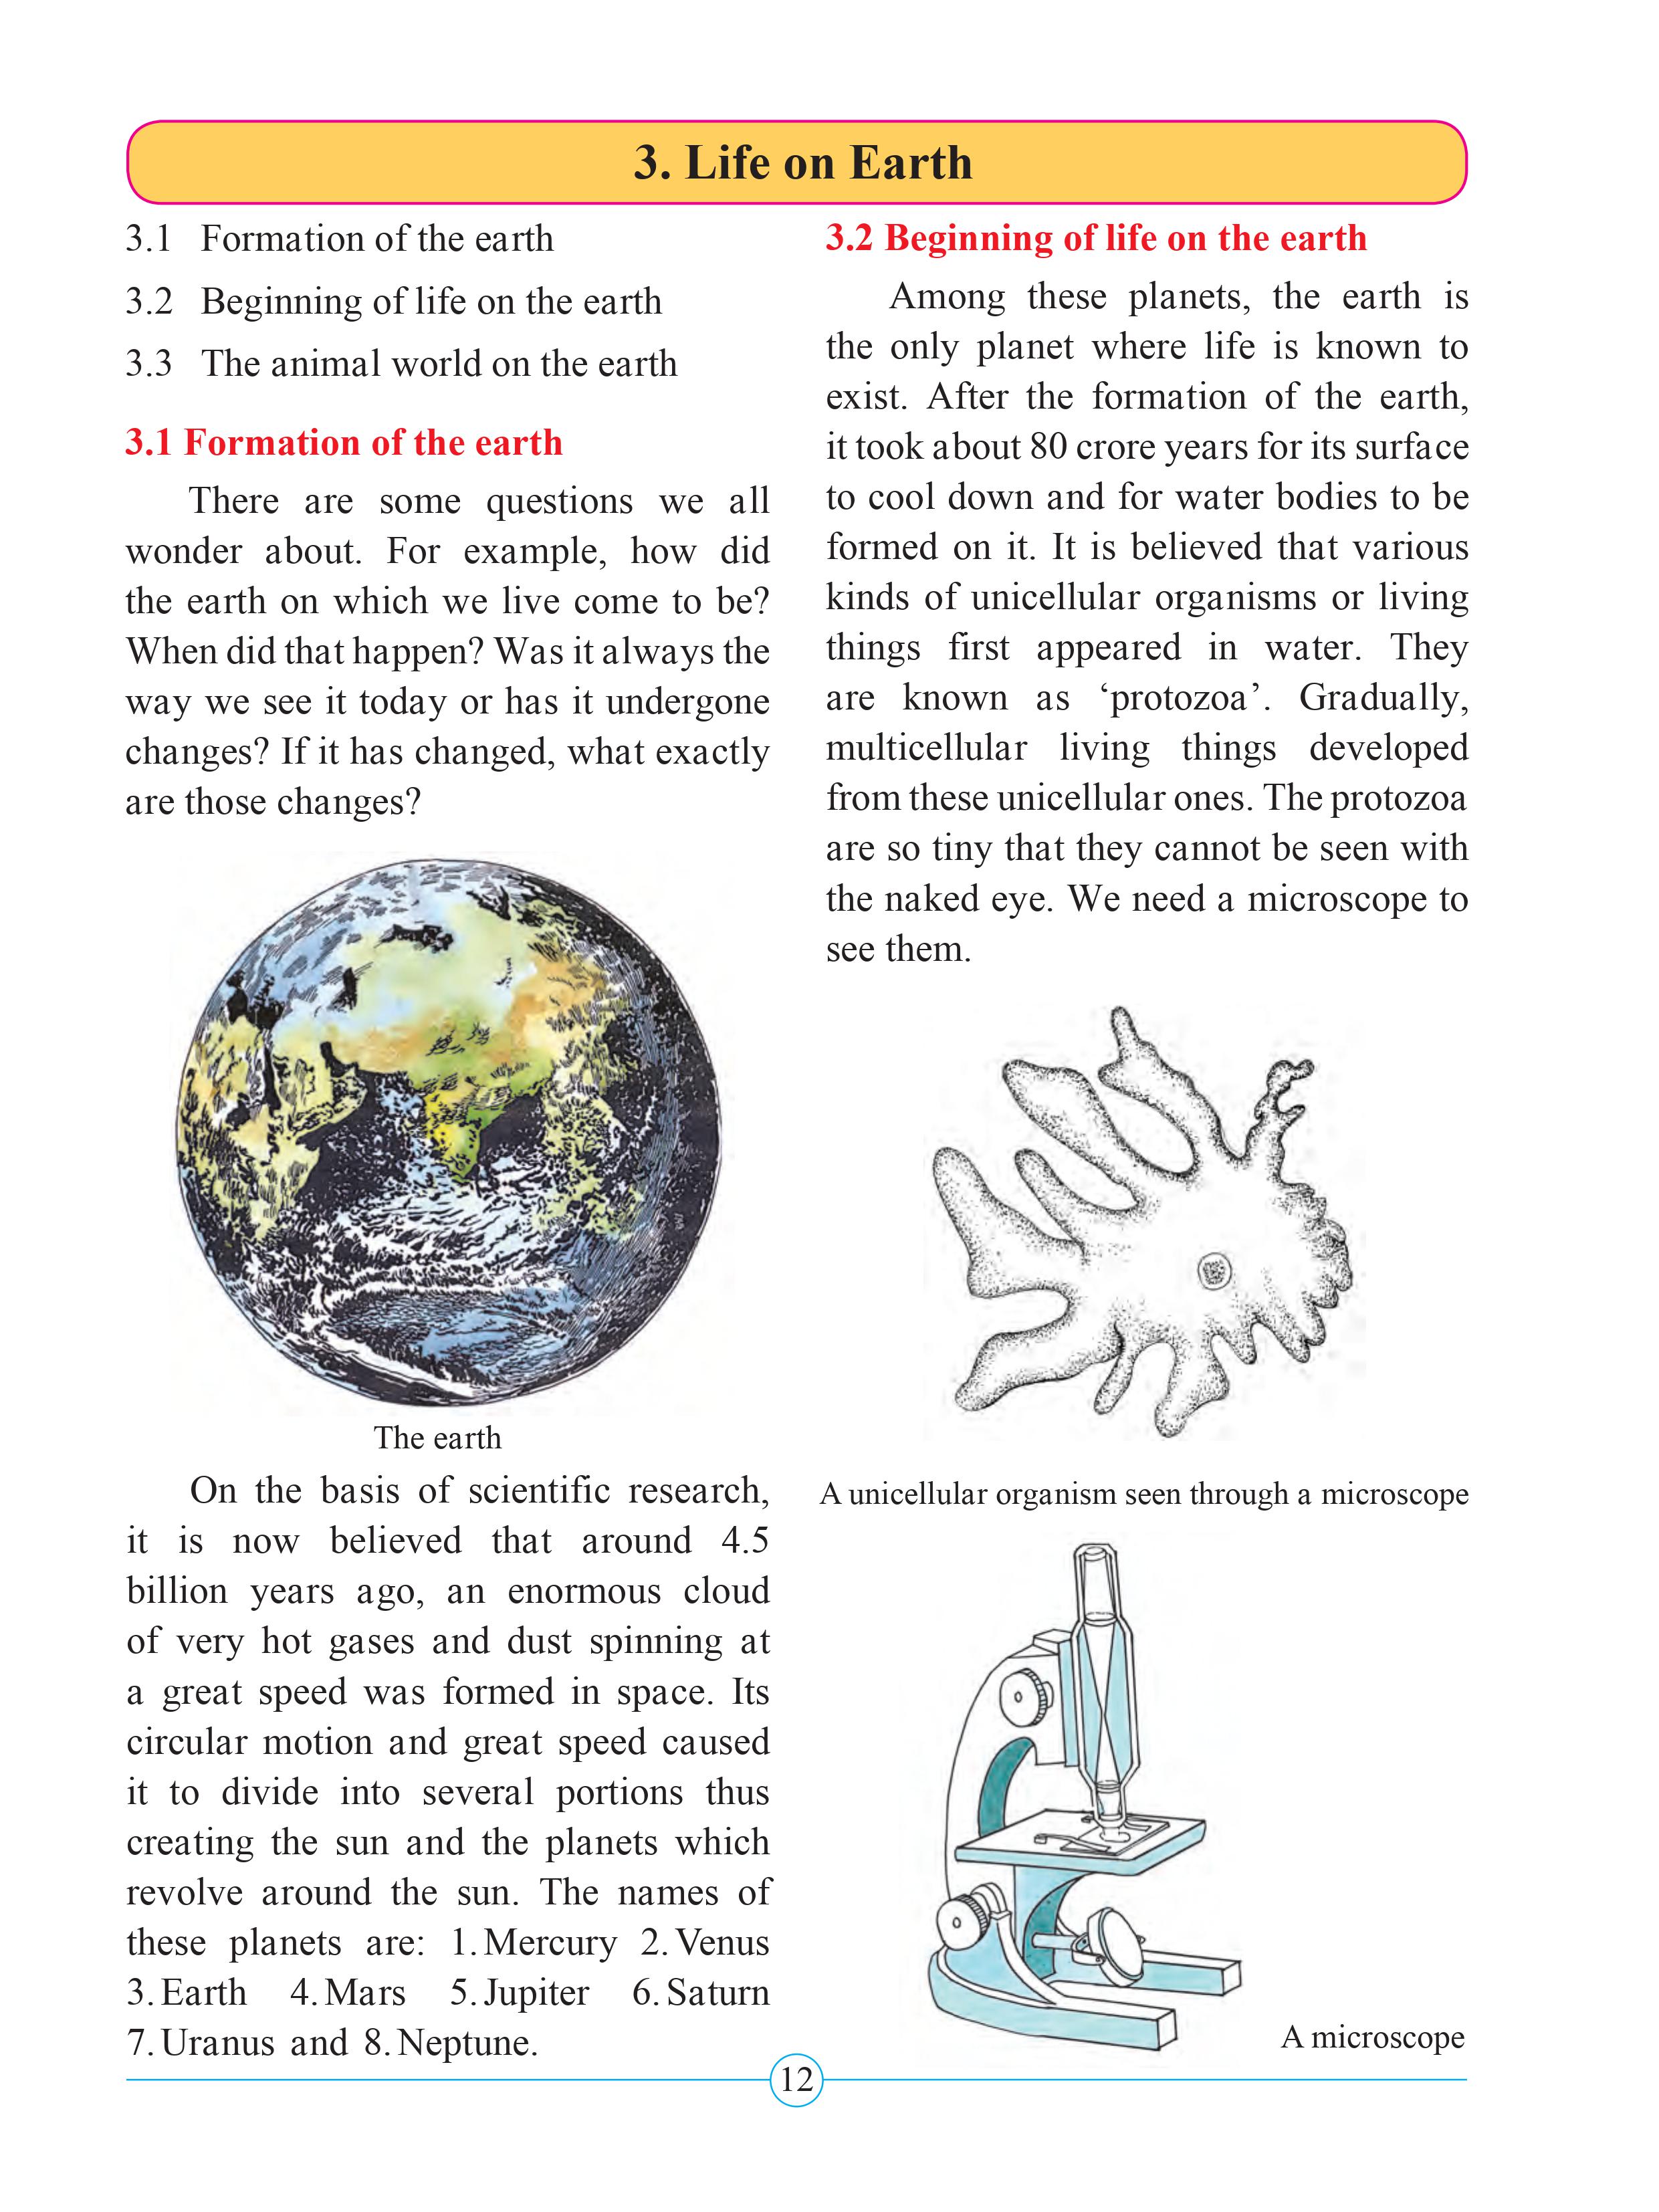 3. Life on Earth
3.1 Formation of the earth
3.2 Beginning of life on the earth
3.3 The animal world on the earth
3.1 Formation of the earth
There are some questions we all
wonder about. For example, how did
the earth on which we live come to be?
When did that happen? Was it always the
way we see it today or has it undergone
changes? If it has changed, what exactly
are those changes?
The earth
On the basis of scientific research,
it is now believed that around 4.5
billion years ago, an enormous cloud
of very hot gases and dust spinning at
a great speed was formed in space. Its
circular motion and great speed caused
it to divide into several portions thus
creating the sun and the planets which
revolve around the sun. The names of
these planets are: 1. Mercury 2. Venus
3. Earth 4. Mars 5. Jupiter 6. Saturn
7. Uranus and 8. Neptune.
3.2 Beginning of life on the earth
Among these planets, the earth is
the only planet where life is known to
exist. After the formation of the earth,
it took about 80 crore years for its surface
to cool down and for water bodies to be
formed on it. It is believed that various
kinds of unicellular organisms or living
things first appeared in water. They
are known as ‘protozoa’. Gradually,
multicellular living things developed
from these unicellular ones. The protozoa
are so tiny that they cannot be seen with
the naked eye. We need a microscope to
see them.
A unicellular organism seen through a microscope
A microscope
12